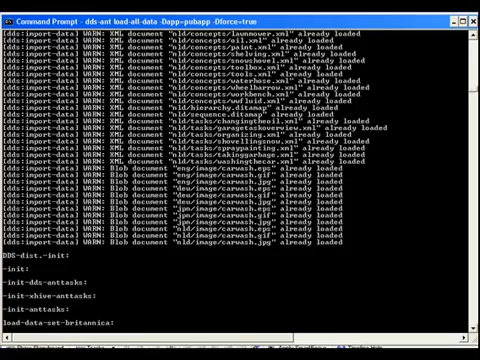 Command Prompt - dds-ant load-all-data -Dapp=pubapp -Dforce=true
[dds:import-data] WARN: XML document "nld/concepts/lawnmower.xml" already loaded
[dds:import-data] WARN: XML document "nld/concepts/oil.xml" already loaded
[dds:import-data] WARN: XML document "nld/concepts/paint.xml" already loaded
[dds:import-data] WARN: XML document "nld/concepts/shelving.xml" already loaded
[dds:import-data] WARN: XML document "nld/concepts/snowshovel.xml" already loaded
[dds:import-data] WARN: XML document "nld/concepts/toolbox.xml" already loaded
[dds:import-data] WARN: XML document "nld/concepts/tools.xml" already loaded
[dds:import-data] WARN: XML document "nld/concepts/waterhose.xml" already loaded
[dds:import-data] WARN: XML document "nld/concepts/wheelbarrow.xml" already loaded
[dds:import-data] WARN: XML document "nld/concepts/workbench.xml" already loaded
[dds:import-data] WARN: XML document "nld/concepts/wwfluid.xml" already loaded
[dds:import-data] WARN: XML document "nld/hierarchy.ditamap" already loaded
[dds:import-data] WARN: XML document "nld/sequence.ditamap" already loaded
[dds:import-data] WARN: XML document "nld/tasks/changingtheoil.xml" already loaded
[dds:import-data] WARN: XML document "nld/tasks/garagetaskoverview.xml" already loaded
[dds:import-data] WARN: XML document "nld/tasks/organizing.xml" already loaded
[dds:import-data] WARN: XML document "nld/tasks/shovellingsnow.xml" already loaded
[dds:import-data] WARN: XML document "nld/tasks/spraypainting.xml" already loaded
[dds:import-data] WARN: XML document "nld/tasks/takinggarbage.xml" already loaded
[dds:import-data] WARN: XML document "nld/tasks/washingthecar.xml" already loaded
[dds:import-data] WARN: Blob document "eng/image/carwash.eps" already loaded
[dds:import-data] WARN: Blob document "eng/image/carwash.gif" already loaded
[dds:import-data] WARN: Blob document "eng/image/carwash.jpg" already loaded
[dds:import-data] WARN: Blob document "deu/image/carwash.eps" already loaded
[dds:import-data] WARN: Blob document "deu/image/carwash.gif" already loaded
[dds:import-data] WARN: Blob document "deu/image/carwash.jpg" already loaded
[dds:import-data] WARN: Blob document "jpn/image/carwash.eps" already loaded
[dds:import-data] WARN: Blob document "jpn/image/carwash.gif" already loaded
[dds:import-data] WARN: Blob document "jpn/image/carwash.jpg" already loaded
[dds:import-data] WARN: Blob document "nld/image/carwash.eps" already loaded
[dds:import-data] WARN: Blob document "nld/image/carwash.gif" already loaded
[dds:import-data] WARN: Blob document "nld/image/carwash.jpg" already loaded
DDS-dist.-init:
-init:
-init-dds-anttasks:
-init-xhive-anttasks:
-init-anttasks:
load-data-set-britannica: